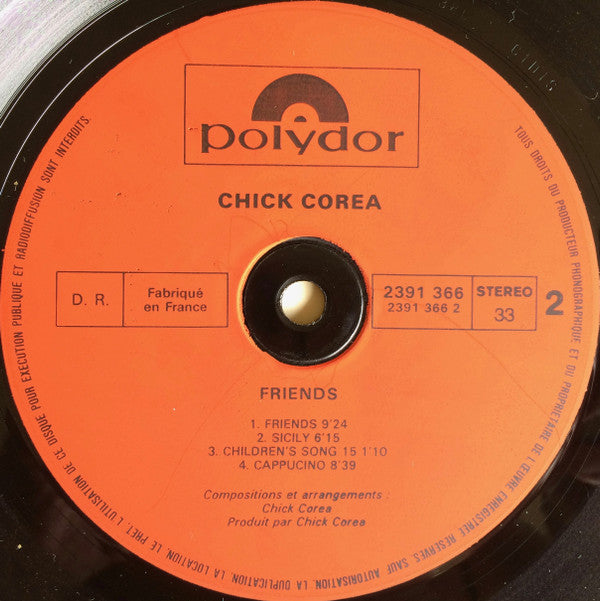 polydor
CHICK COREA
D. R.
Fabriqué
en France
2391 366
2391 366 2
STEREO
33
2
FRIENDS
1. FRIENDS 9'24
2. SICILY 6'15
3. CHILDREN'S SONG 15 1'10
4. CAPPUCINO 8'39
Compositions et arrangements :
Chick Corea
Produit par Chick Corea
TOUS DROITS DU PRODUCTEUR PHONOGRAPHIQUE ET DU PROPRIETAIRE DE L'ŒUVRE ENREGISTREE RESERVES. SAUF AUTORISATION, LA DUPLICATION, LA LOCATION, LE PRET, L'UTILISATION DE CE DISQUE POUR EXECUTION PUBLIQUE ET RADIODIFFUSION SONT INTERDITS.